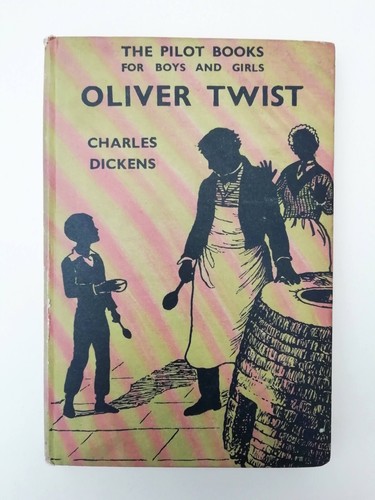 THE PILOT BOOKS
FOR BOYS AND GIRLS
OLIVER TWIST
CHARLES
DICKENS